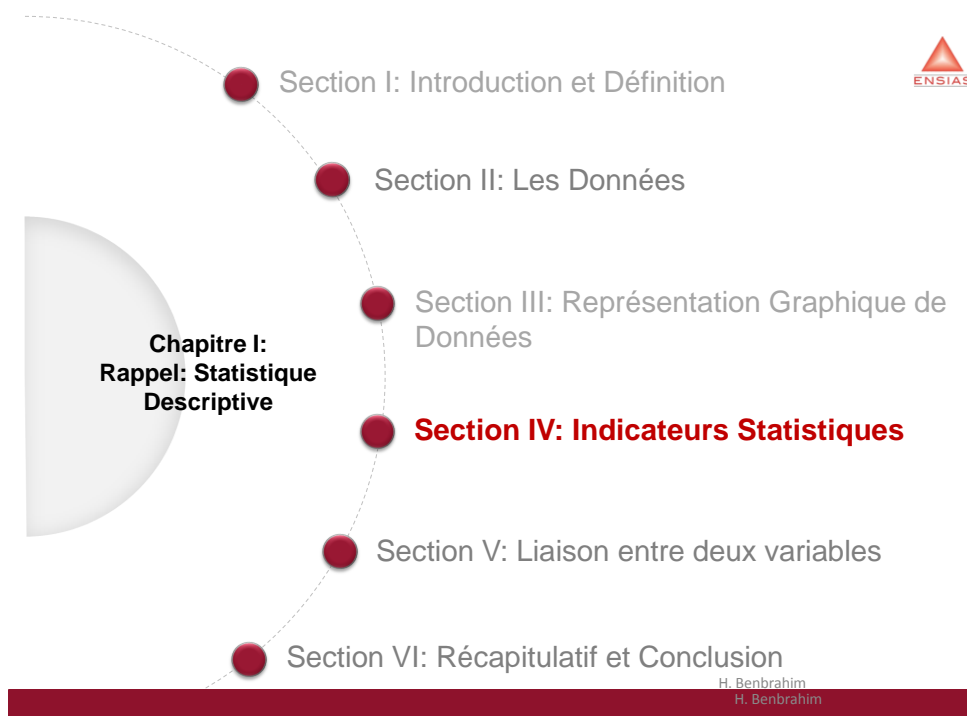 Section I: Introduction et Définition
ENSIAS
Section II: Les Données
Section III: Représentation Graphique de
Données
Chapitre I:
Rappel: Statistique
Descriptive
Section IV: Indicateurs Statistiques
Section V: Liaison entre deux variables
Section VI: Récapitulatif et Conclusion
H. Benbrahim
H. Benbrahim